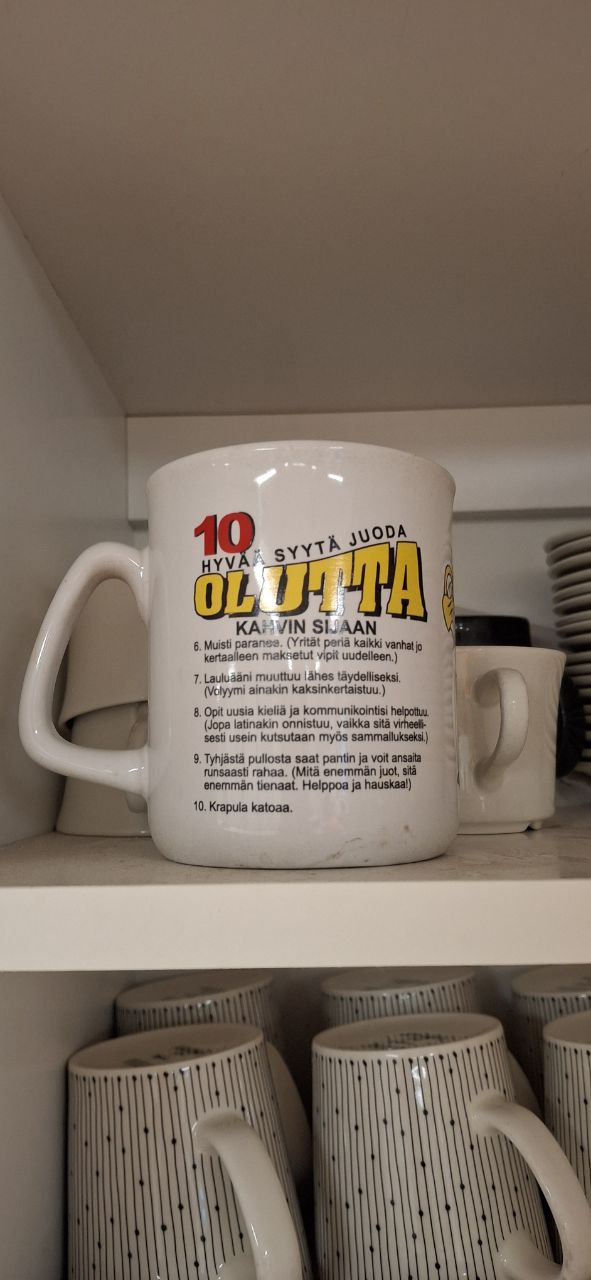 10
HYVÄÄ SYYTÄ JUODA
OLUTTA
KAHVIN SIJAAN
6. Muisti paranee. (Yrität periä kaikki vanhat jo
kertaalleen maksetut vipit uudelleen.)
7. Lauluääni muuttuu lähes täydelliseksi.
(Volyymi ainakin kaksinkertaistuu.)
8. Opit uusia kieliä ja kommunikointisi helpottuu.
(Jopa latinakin onnistuu, vaikka sitä virheelli-
sesti usein kutsutaan myös sammallukseksi.)
9. Tyhjästä pullosta saat pantin ja voit ansaita
runsaasti rahaa. (Mitä enemmän juot, sitä
enemmän tienaat. Helppoa ja hauskaa!)
10. Krapula katoaa.